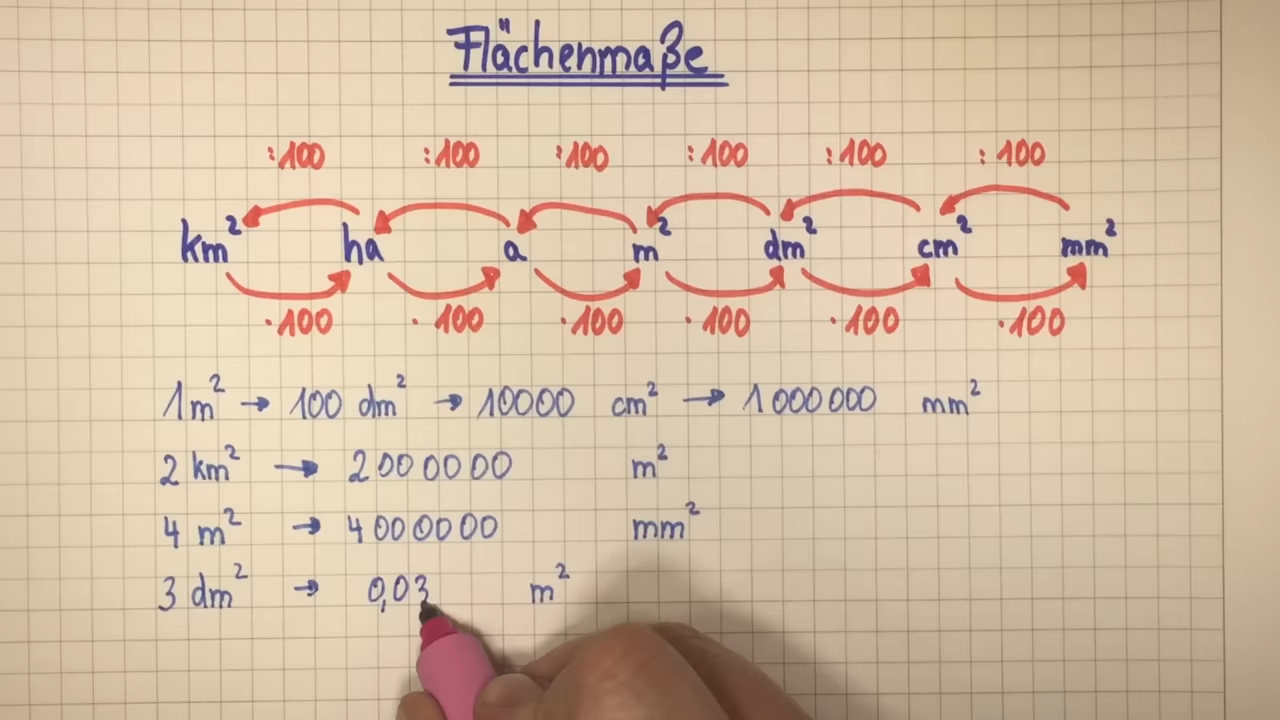 Flächenmaße
:100 :100 :100 :100 :100 :100
km² ha a m² dm² cm² mm²
·100 ·100 ·100 ·100 ·100 ·100
1m² → 100 dm² → 10000 cm² → 1000000 mm²
2 km² → 2000000 m²
4 m² → 4000000 mm²
3 dm² → 0,03 m²